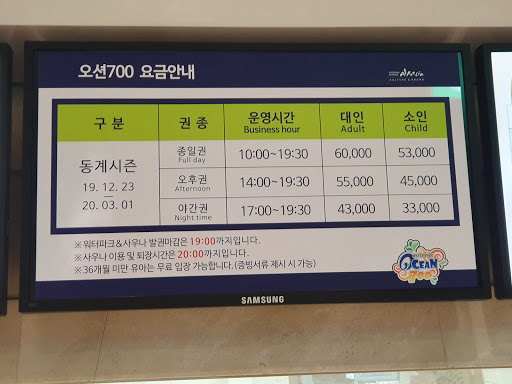 오션700 요금안내
구 분 권 종 운영시간 Business hour 대인 Adult 소인 Child
동계시즌 19. 12. 23 — 20. 03. 01
종일권 Full day 10:00~19:30 60,000 53,000
오후권 Afternoon 14:00~19:30 55,000 45,000
야간권 Night time 17:00~19:30 43,000 33,000
※ 워터파크&사우나 발권마감은 19:00까지입니다.
※ 사우나 이용 및 퇴장시간은 20:00까지입니다.
※ 36개월 미만 유아는 무료 입장 가능합니다. (증빙서류 제시 시 가능)
OCEAN
700
SAMSUNG